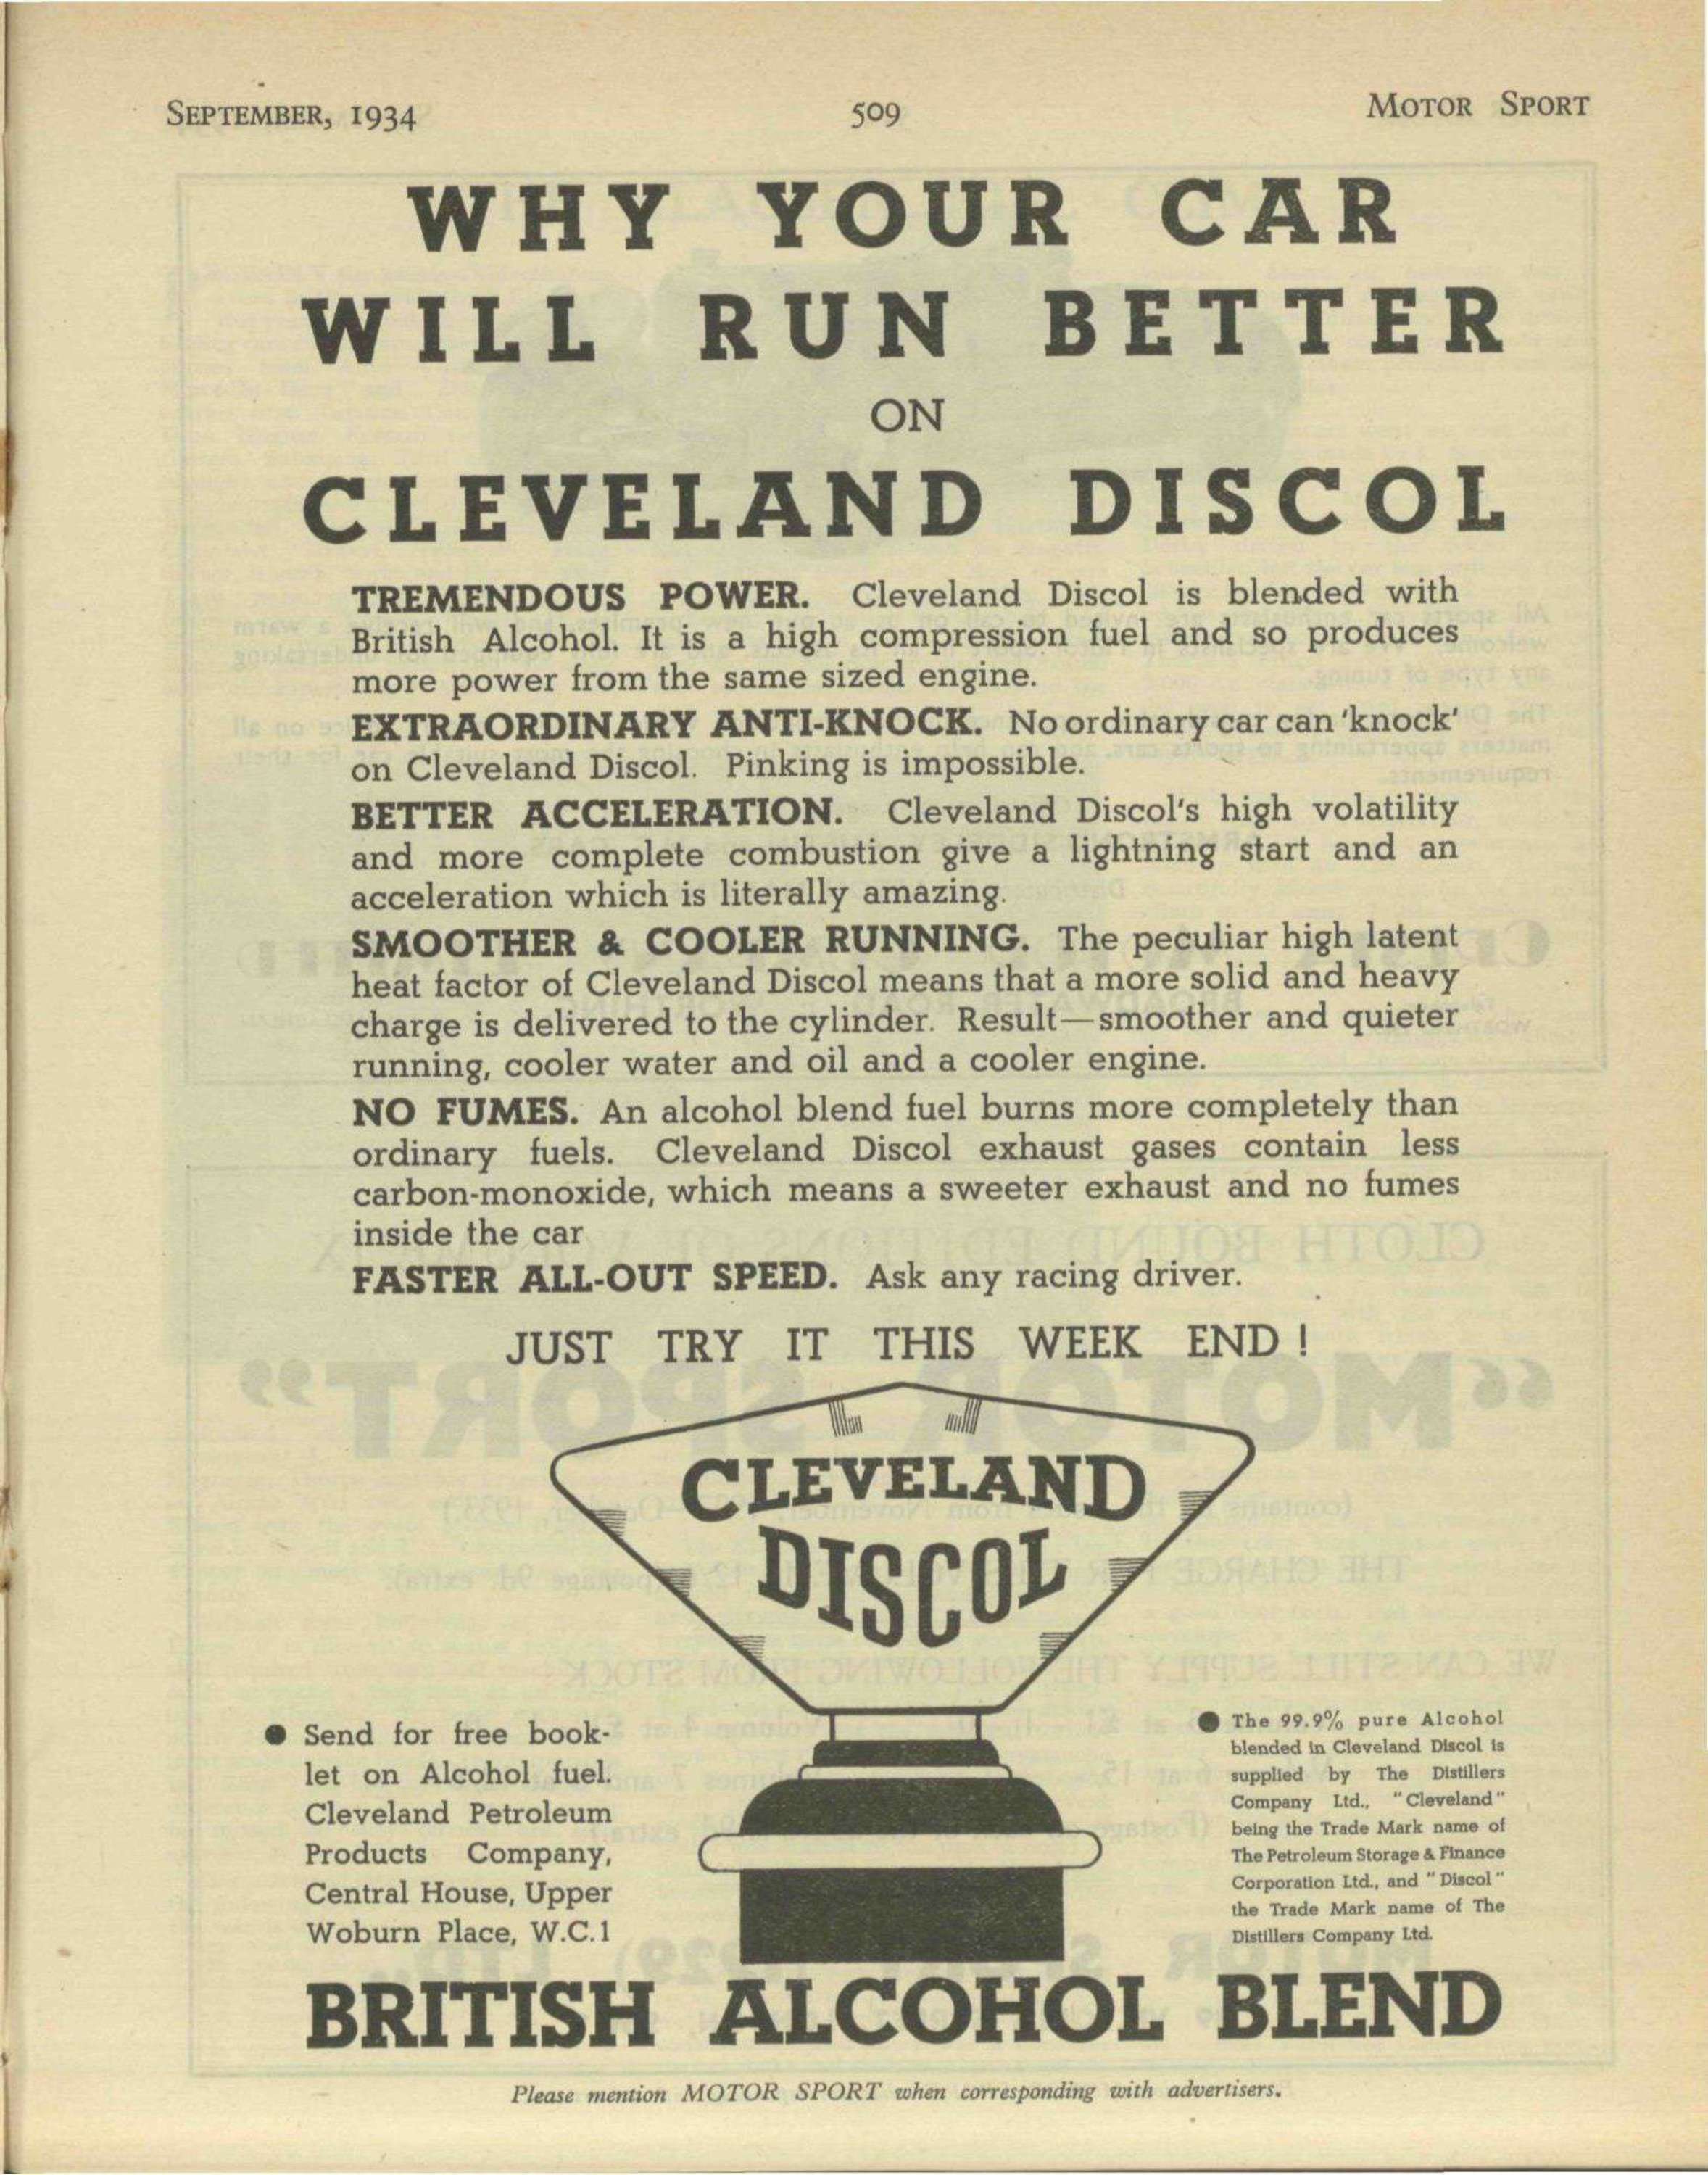 SEPTEMBER, 1934
509
MOTOR SPORT
WHY YOUR CAR
WILL RUN BETTER
ON
CLEVELAND DISCOL
TREMENDOUS POWER. Cleveland Discol is blended with
British Alcohol. It is a high compression fuel and so produces
more power from the same sized engine.
EXTRAORDINARY ANTI-KNOCK. No ordinary car can 'knock'
on Cleveland Discol. Pinking is impossible.
BETTER ACCELERATION. Cleveland Discol's high volatility
and more complete combustion give a lightning start and an
acceleration which is literally amazing.
SMOOTHER & COOLER RUNNING. The peculiar high latent
heat factor of Cleveland Discol means that a more solid and heavy
charge is delivered to the cylinder. Result—smoother and quieter
running, cooler water and oil and a cooler engine.
NO FUMES. An alcohol blend fuel burns more completely than
ordinary fuels. Cleveland Discol exhaust gases contain less
carbon-monoxide, which means a sweeter exhaust and no fumes
inside the car
FASTER ALL-OUT SPEED. Ask any racing driver.
JUST TRY IT THIS WEEK END !
CLEVELAND
DISCOL
● Send for free book-
let on Alcohol fuel.
Cleveland Petroleum
Products Company,
Central House, Upper
Woburn Place, W.C.1
● The 99.9% pure Alcohol
blended in Cleveland Discol is
supplied by The Distillers
Company Ltd., "Cleveland"
being the Trade Mark name of
The Petroleum Storage & Finance
Corporation Ltd., and "Discol"
the Trade Mark name of The
Distillers Company Ltd.
BRITISH ALCOHOL BLEND
Please mention MOTOR SPORT when corresponding with advertisers.